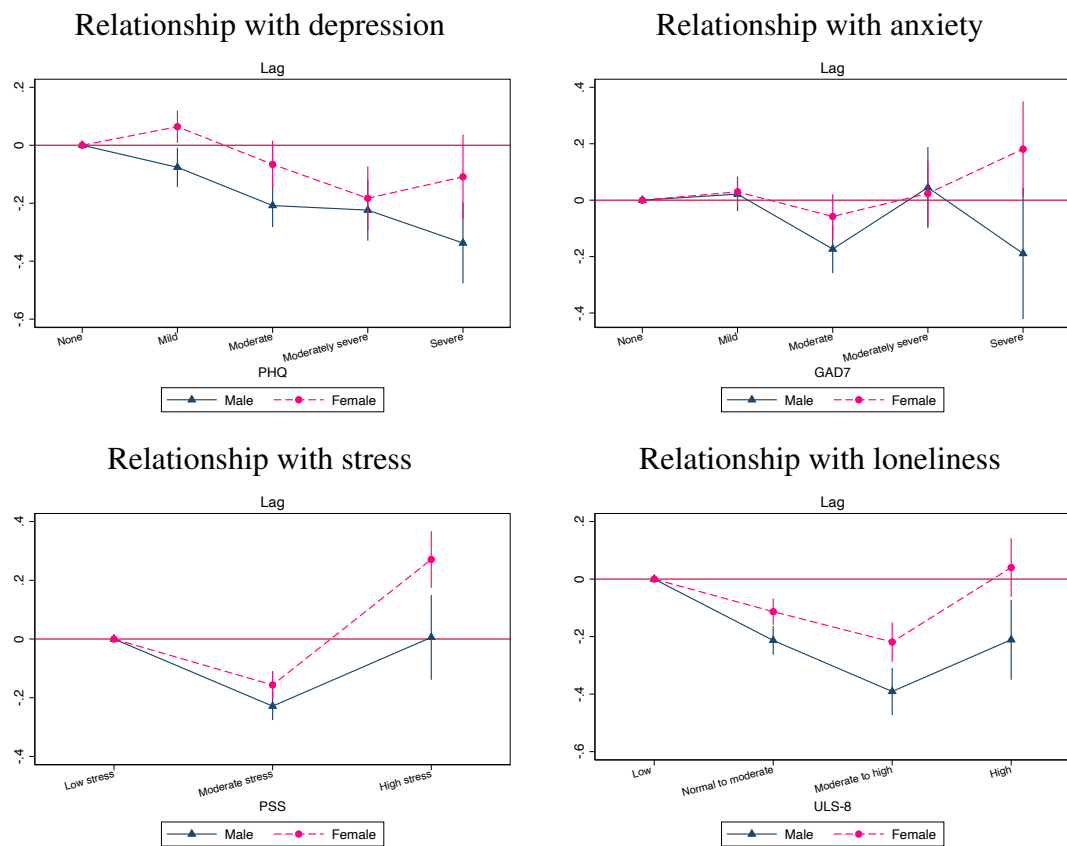 Relationship with depression
Lag
.2
0
-.2
-.4
-.6
None
Mild
Moderate
Moderately severe
Severe
PHQ
Male Female
Relationship with anxiety
Lag
.4
.2
0
-.2
-.4
None
Mild
Moderate
Moderately severe
Severe
GAD7
Male Female
Relationship with stress
Lag
.4
.2
0
-.2
-.4
Low stress
Moderate stress
High stress
PSS
Male Female
Relationship with loneliness
Lag
.2
0
-.2
-.4
-.6
Low
Normal to moderate
Moderate to high
High
ULS-8
Male Female